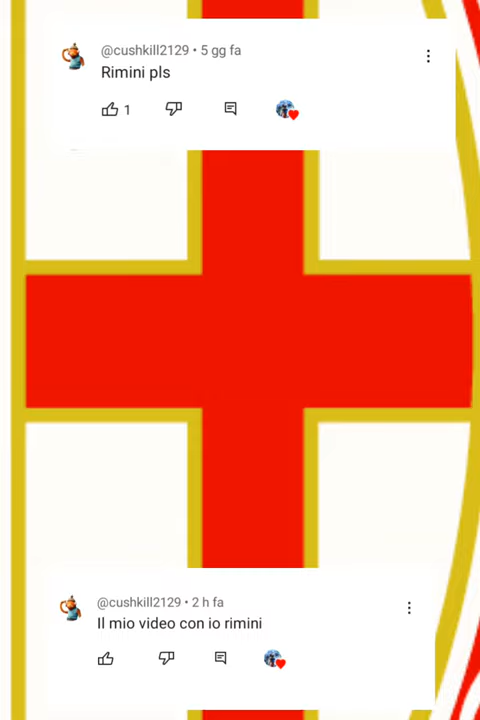 @cushkill2129 • 5 gg fa
Rimini pls
1
@cushkill2129 • 2 h fa
Il mio video con io rimini